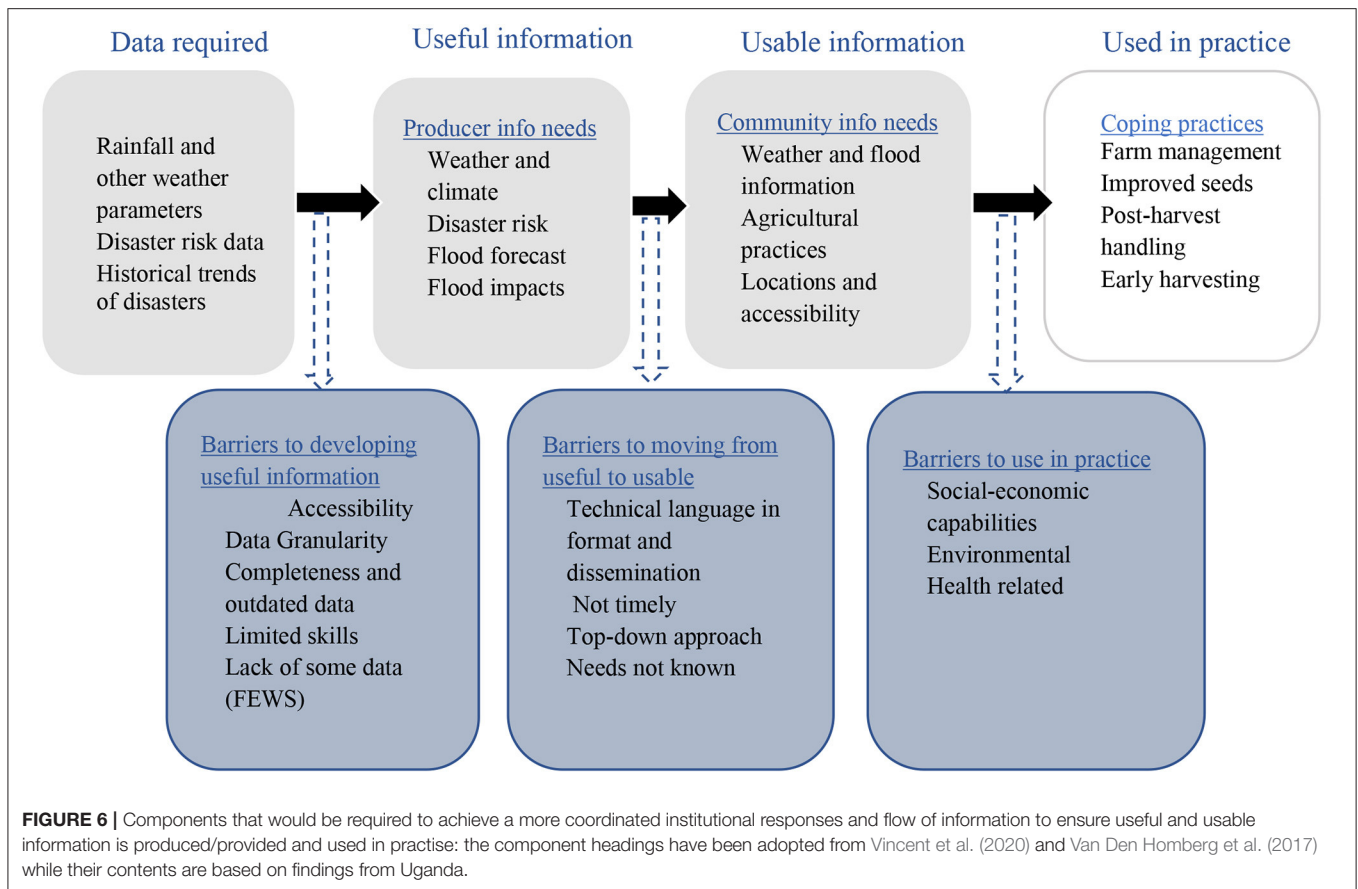 Data required
Useful information
Usable information
Used in practice
Rainfall and
other weather
parameters
Disaster risk data
Historical trends
of disasters
Producer info needs
Weather and
climate
Disaster risk
Flood forecast
Flood impacts
Community info needs
Weather and flood
information
Agricultural
practices
Locations and
accessibility
Coping practices
Farm management
Improved seeds
Post-harvest
handling
Early harvesting
Barriers to developing
useful information
Accessibility
Data Granularity
Completeness and
outdated data
Limited skills
Lack of some data
(FEWS)
Barriers to moving from
useful to usable
Technical language in
format and
dissemination
Not timely
Top-down approach
Needs not known
Barriers to use in practice
Social-economic
capabilities
Environmental
Health related
FIGURE 6 | Components that would be required to achieve a more coordinated institutional responses and flow of information to ensure useful and usable
information is produced/provided and used in practise: the component headings have been adopted from Vincent et al. (2020) and Van Den Homberg et al. (2017)
while their contents are based on findings from Uganda.